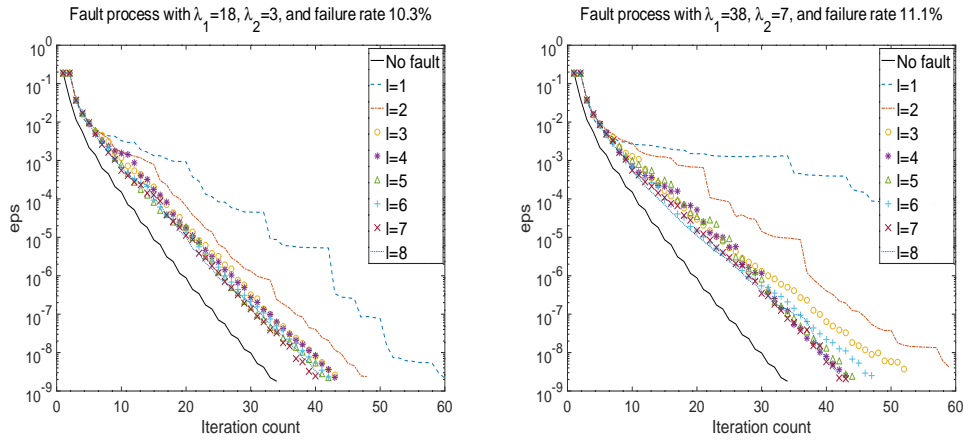 Fault process with λ₁=18, λ₂=3, and failure rate 10.3%
10⁰
10⁻¹
10⁻²
10⁻³
10⁻⁴
10⁻⁵
10⁻⁶
10⁻⁷
10⁻⁸
10⁻⁹
eps
0 10 20 30 40 50 60
Iteration count
No fault
l=1
l=2
l=3
l=4
l=5
l=6
l=7
l=8
Fault process with λ₁=38, λ₂=7, and failure rate 11.1%
10⁰
10⁻¹
10⁻²
10⁻³
10⁻⁴
10⁻⁵
10⁻⁶
10⁻⁷
10⁻⁸
10⁻⁹
eps
0 10 20 30 40 50 60
Iteration count
No fault
l=1
l=2
l=3
l=4
l=5
l=6
l=7
l=8